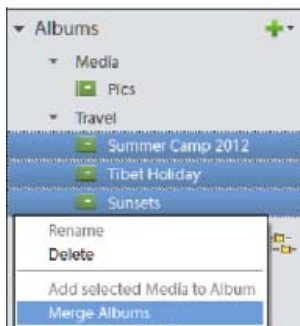 Albums
Media
Pics
Travel
Summer Camp 2012
Tibet Holiday
Sunsets
Rename
Delete
Add selected Media to Album
Merge Albums